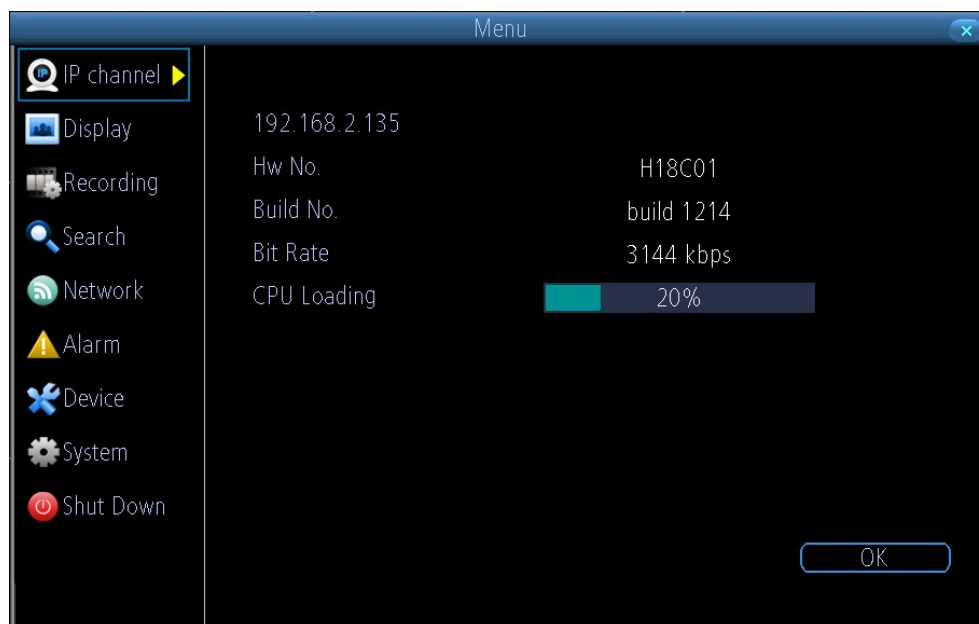 Menu
IP channel
Display
Recording
Search
Network
Alarm
Device
System
Shut Down
192.168.2.135
Hw No. H18C01
Build No. build 1214
Bit Rate 3144 kbps
CPU Loading 20%
OK